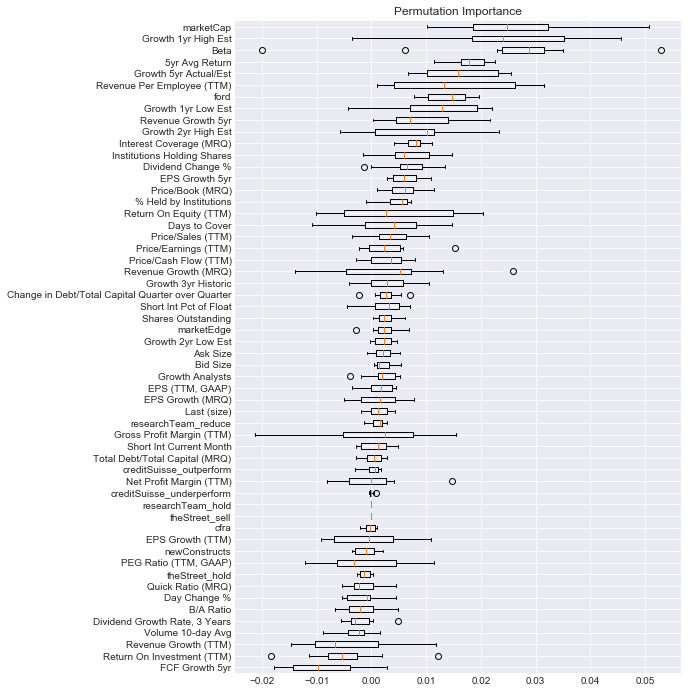 Permutation Importance
marketCap
Growth 1yr High Est
Beta
5yr Avg Return
Growth 5yr Actual/Est
Revenue Per Employee (TTM)
ford
Growth 1yr Low Est
Revenue Growth 5yr
Growth 2yr High Est
Interest Coverage (MRQ)
Institutions Holding Shares
Dividend Change %
EPS Growth 5yr
Price/Book (MRQ)
% Held by Institutions
Return On Equity (TTM)
Days to Cover
Price/Sales (TTM)
Price/Earnings (TTM)
Price/Cash Flow (TTM)
Revenue Growth (MRQ)
Growth 3yr Historic
Change in Debt/Total Capital Quarter over Quarter
Short Int Pct of Float
Shares Outstanding
marketEdge
Growth 2yr Low Est
Ask Size
Bid Size
Growth Analysts
EPS (TTM, GAAP)
EPS Growth (MRQ)
Last (size)
researchTeam_reduce
Gross Profit Margin (TTM)
Short Int Current Month
Total Debt/Total Capital (MRQ)
creditSuisse_outperform
Net Profit Margin (TTM)
creditSuisse_underperform
researchTeam_hold
theStreet_sell
cfra
EPS Growth (TTM)
newConstructs
PEG Ratio (TTM, GAAP)
theStreet_hold
Quick Ratio (MRQ)
Day Change %
B/A Ratio
Dividend Growth Rate, 3 Years
Volume 10-day Avg
Revenue Growth (TTM)
Return On Investment (TTM)
FCF Growth 5yr
−0.02 −0.01 0.00 0.01 0.02 0.03 0.04 0.05